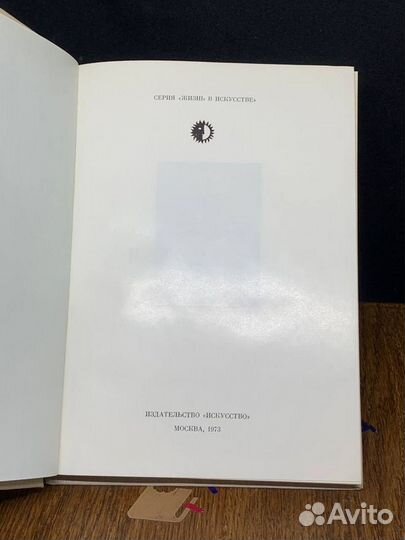 СЕРИЯ «ЖИЗНЬ В ИСКУССТВЕ»
ИЗДАТЕЛЬСТВО «ИСКУССТВО»
МОСКВА, 1973
Avito